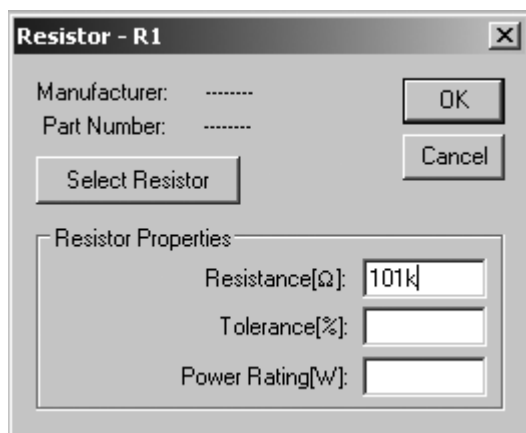 Resistor - R1
Manufacturer: --------
Part Number: --------
OK
Cancel
Select Resistor
Resistor Properties
Resistance[Ω]: 101k
Tolerance[%]:
Power Rating[W]: